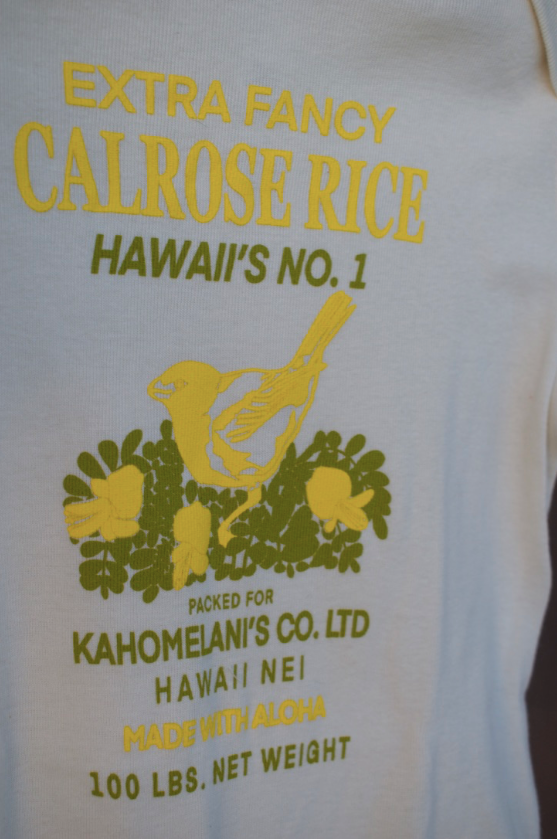 EXTRA FANCY
CALROSE RICE
HAWAII'S NO. 1
PACKED FOR
KAHOMELANI'S CO. LTD
HAWAII NEI
MADE WITH ALOHA
100 LBS. NET WEIGHT